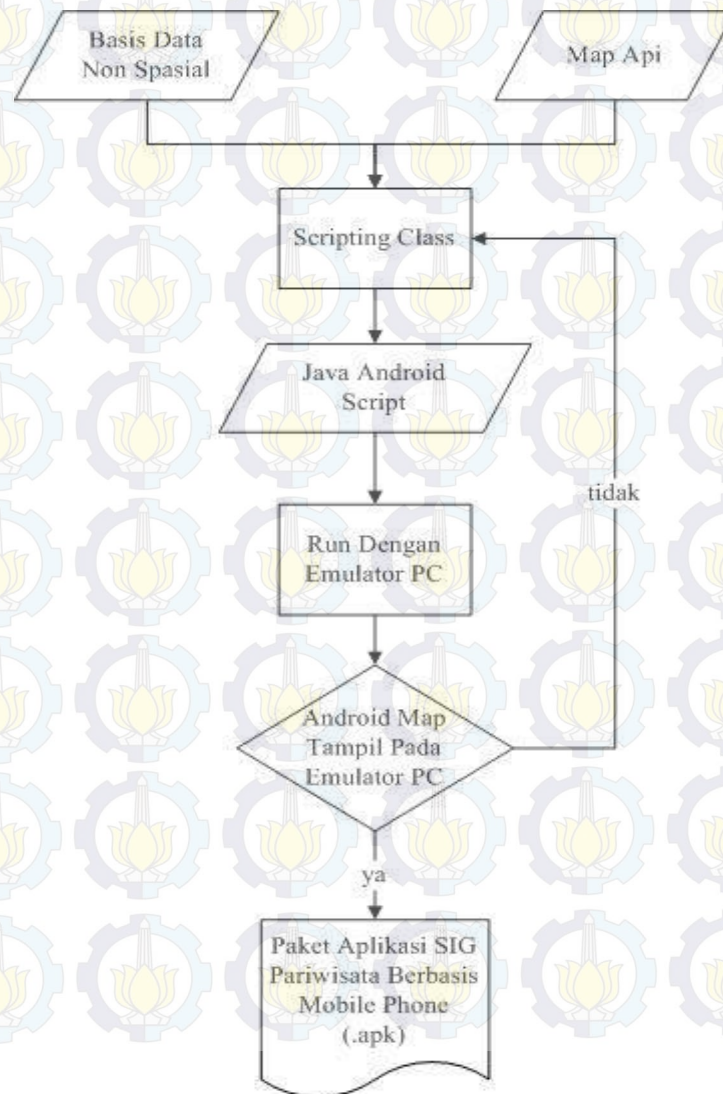 Basis Data
Non Spasial
Map Api
Scripting Class
Java Android
Script
tidak
Run Dengan
Emulator PC
Android Map
Tampil Pada
Emulator PC
ya
Paket Aplikasi SIG
Pariwisata Berbasis
Mobile Phone
(.apk)